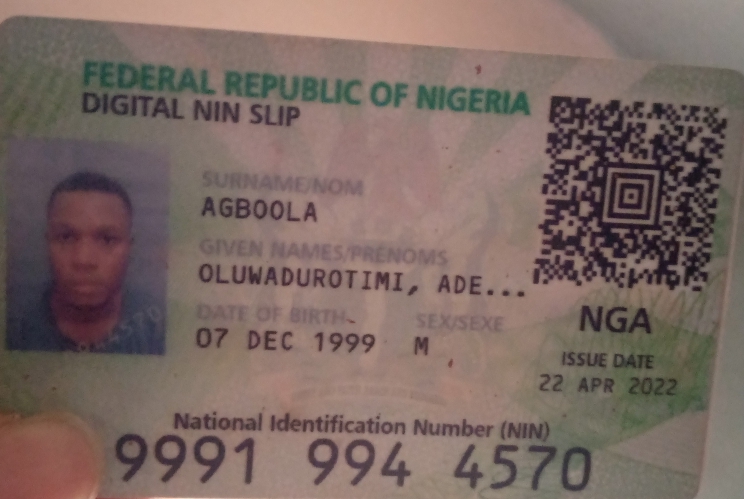 FEDERAL REPUBLIC OF NIGERIA
DIGITAL NIN SLIP
SURNAME/NOM
AGBOOLA
GIVEN NAMES/PRENOMS
OLUWADUROTIMI, ADE...
DATE OF BIRTH
SEX/SEXE
07 DEC 1999
M
NGA
ISSUE DATE
22 APR 2022
National Identification Number (NIN)
9991 994 4570